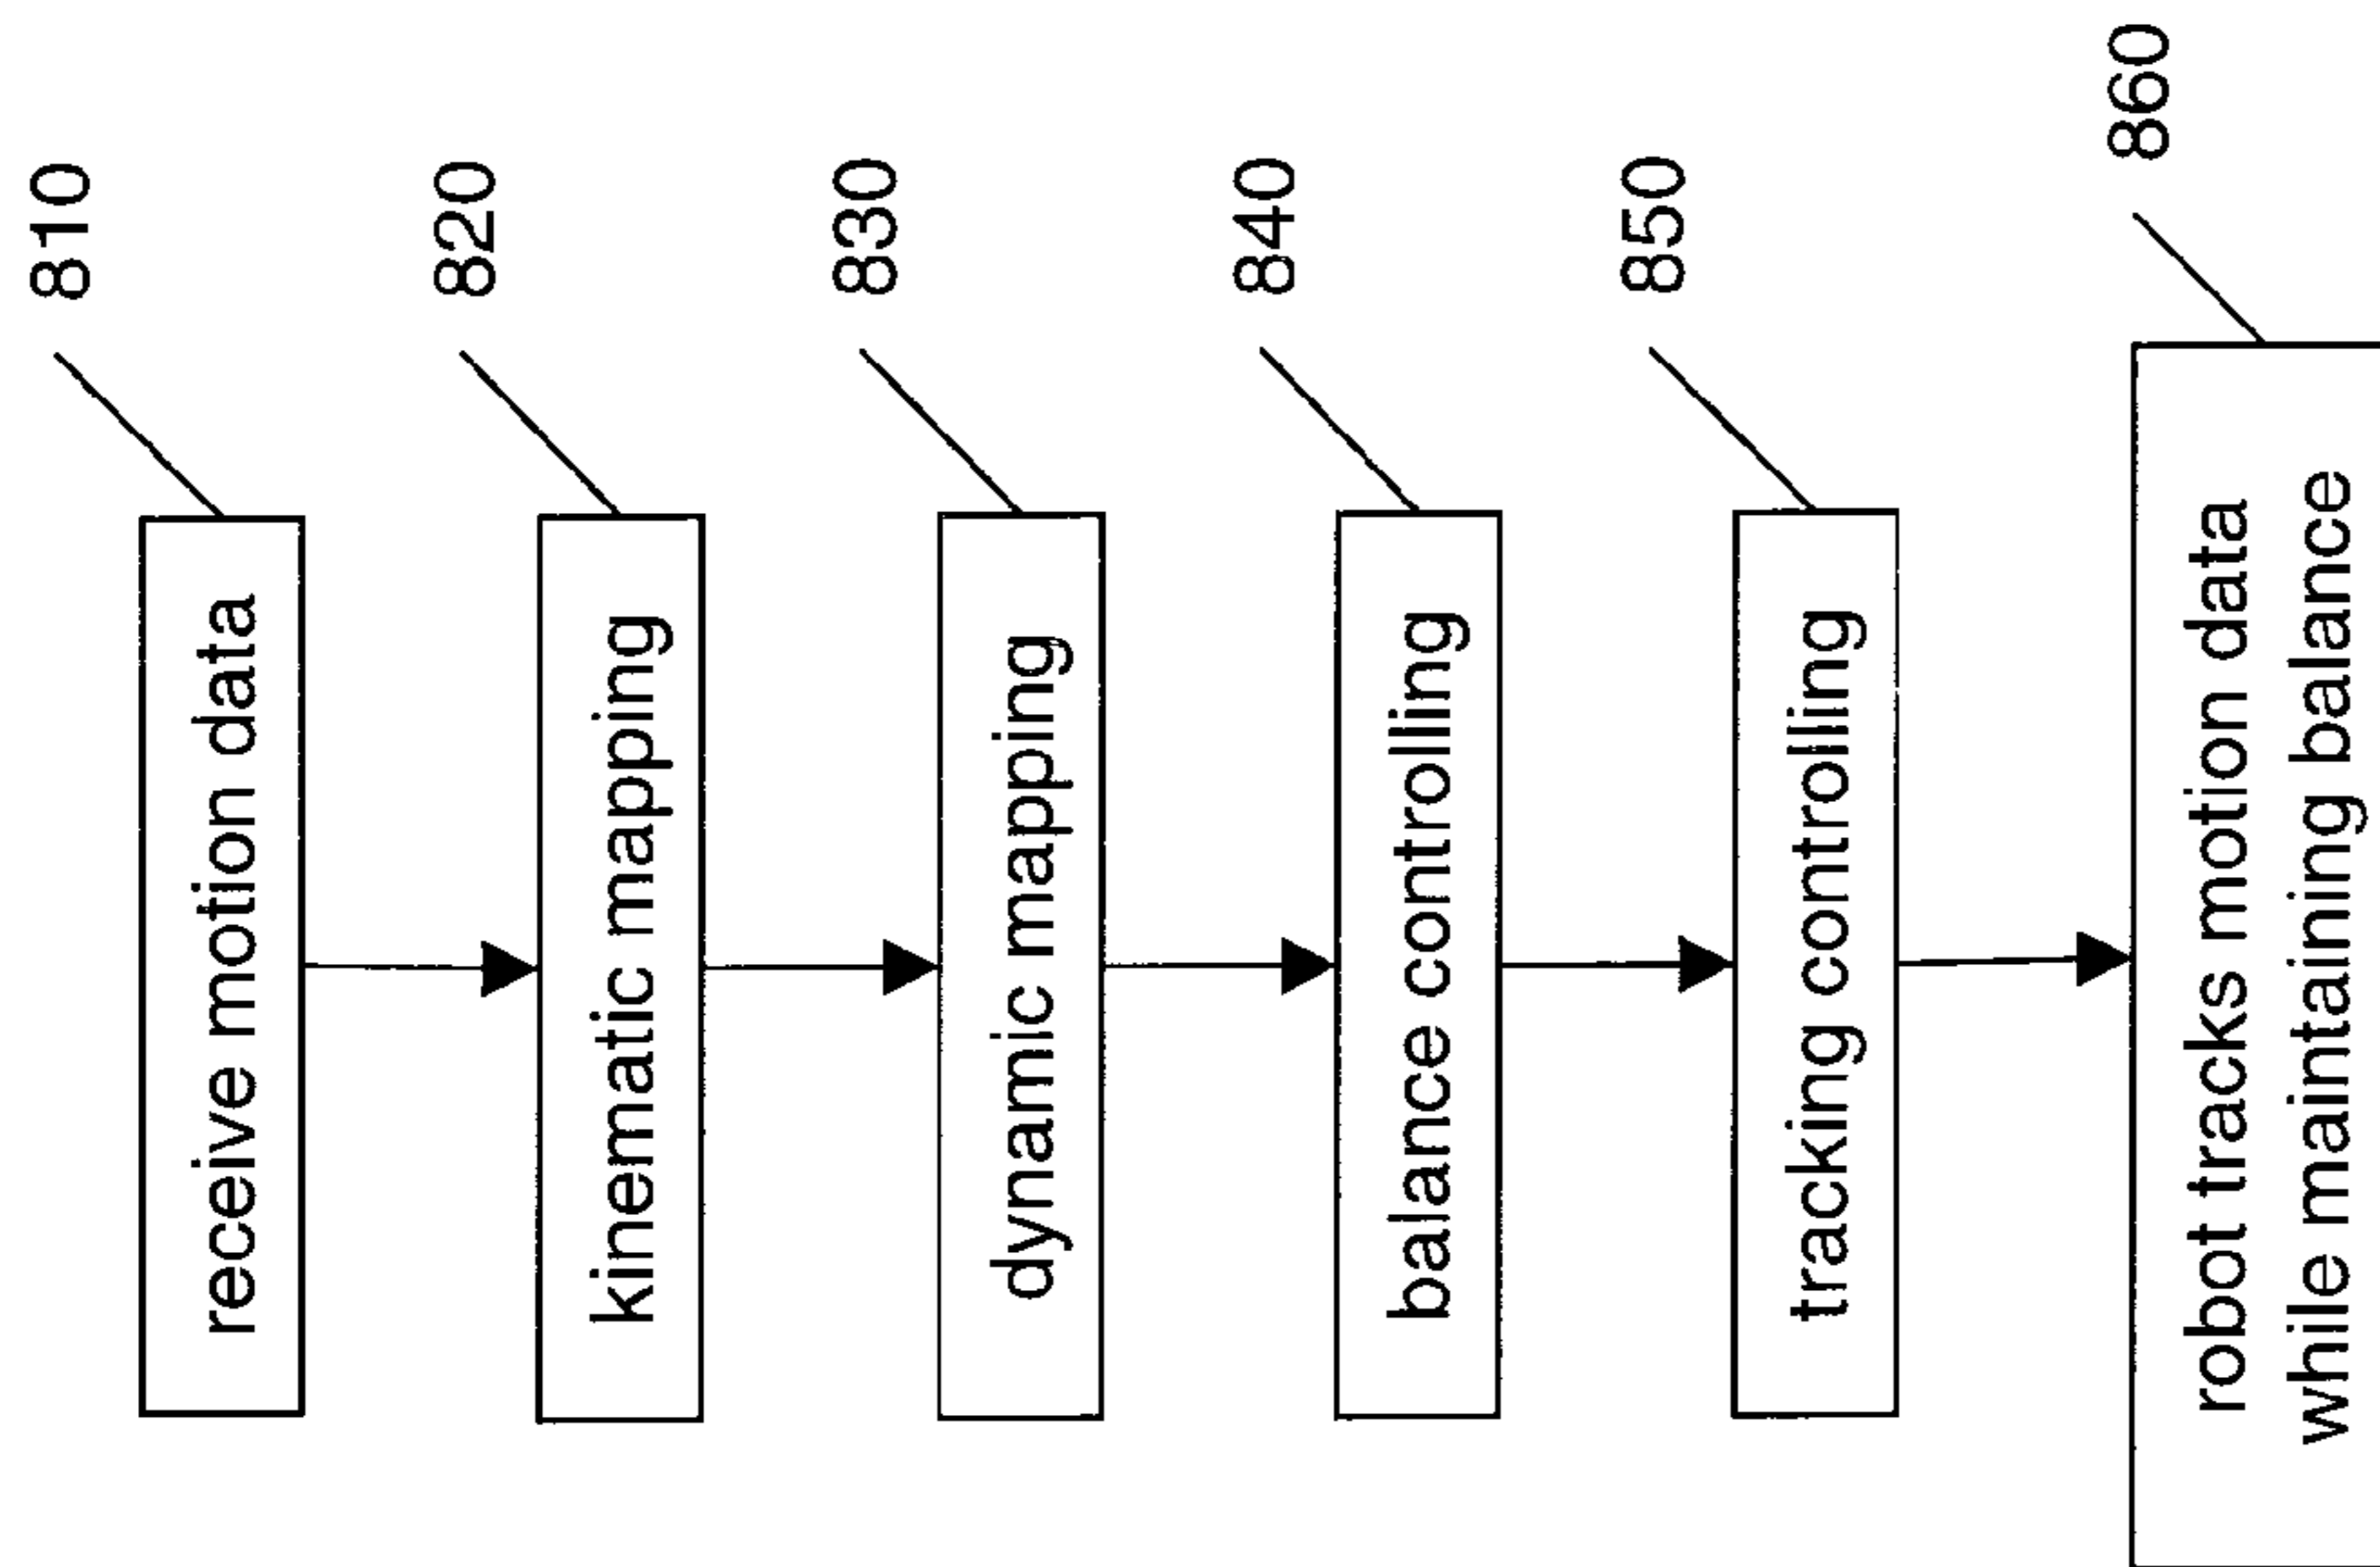 810
receive motion data
820
kinematic mapping
830
dynamic mapping
840
balance controlling
850
tracking controlling
860
robot tracks motion data
while maintaining balance